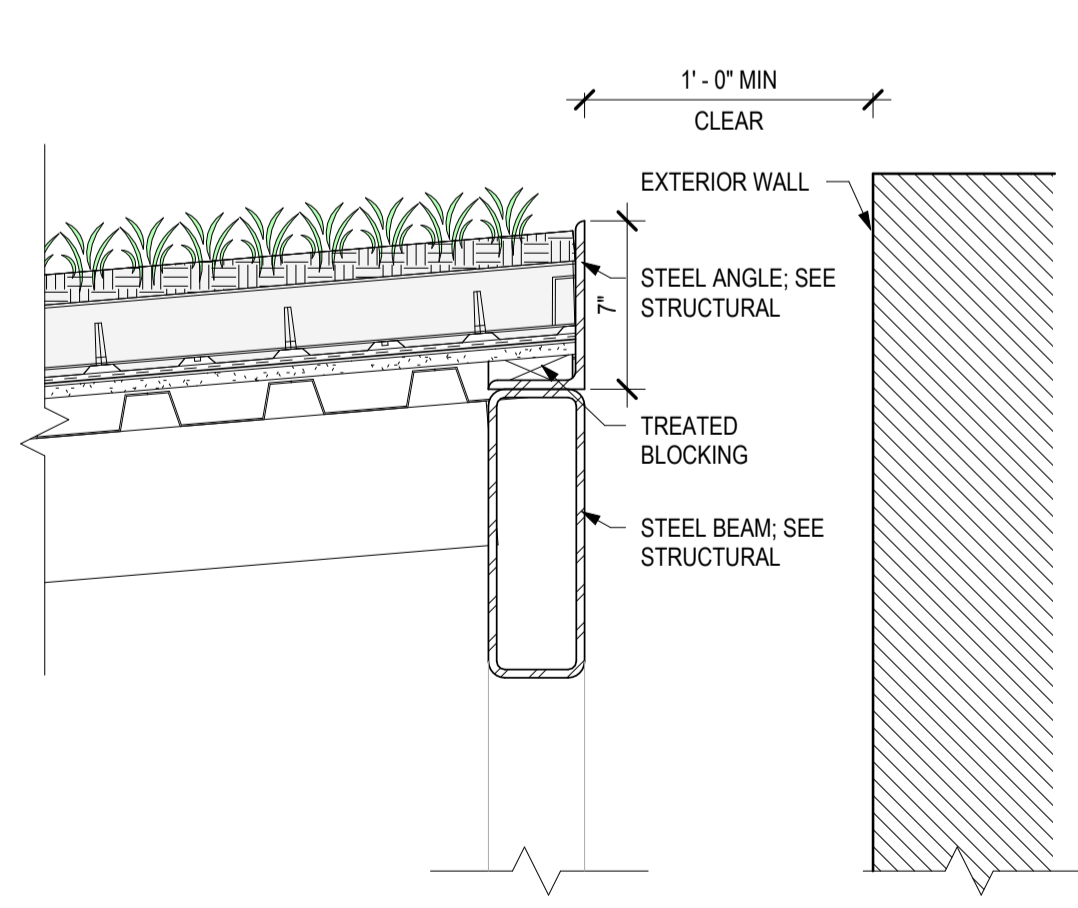 1' - 0" MIN
CLEAR
EXTERIOR WALL
STEEL ANGLE; SEE
STRUCTURAL
7"
TREATED
BLOCKING
STEEL BEAM; SEE
STRUCTURAL